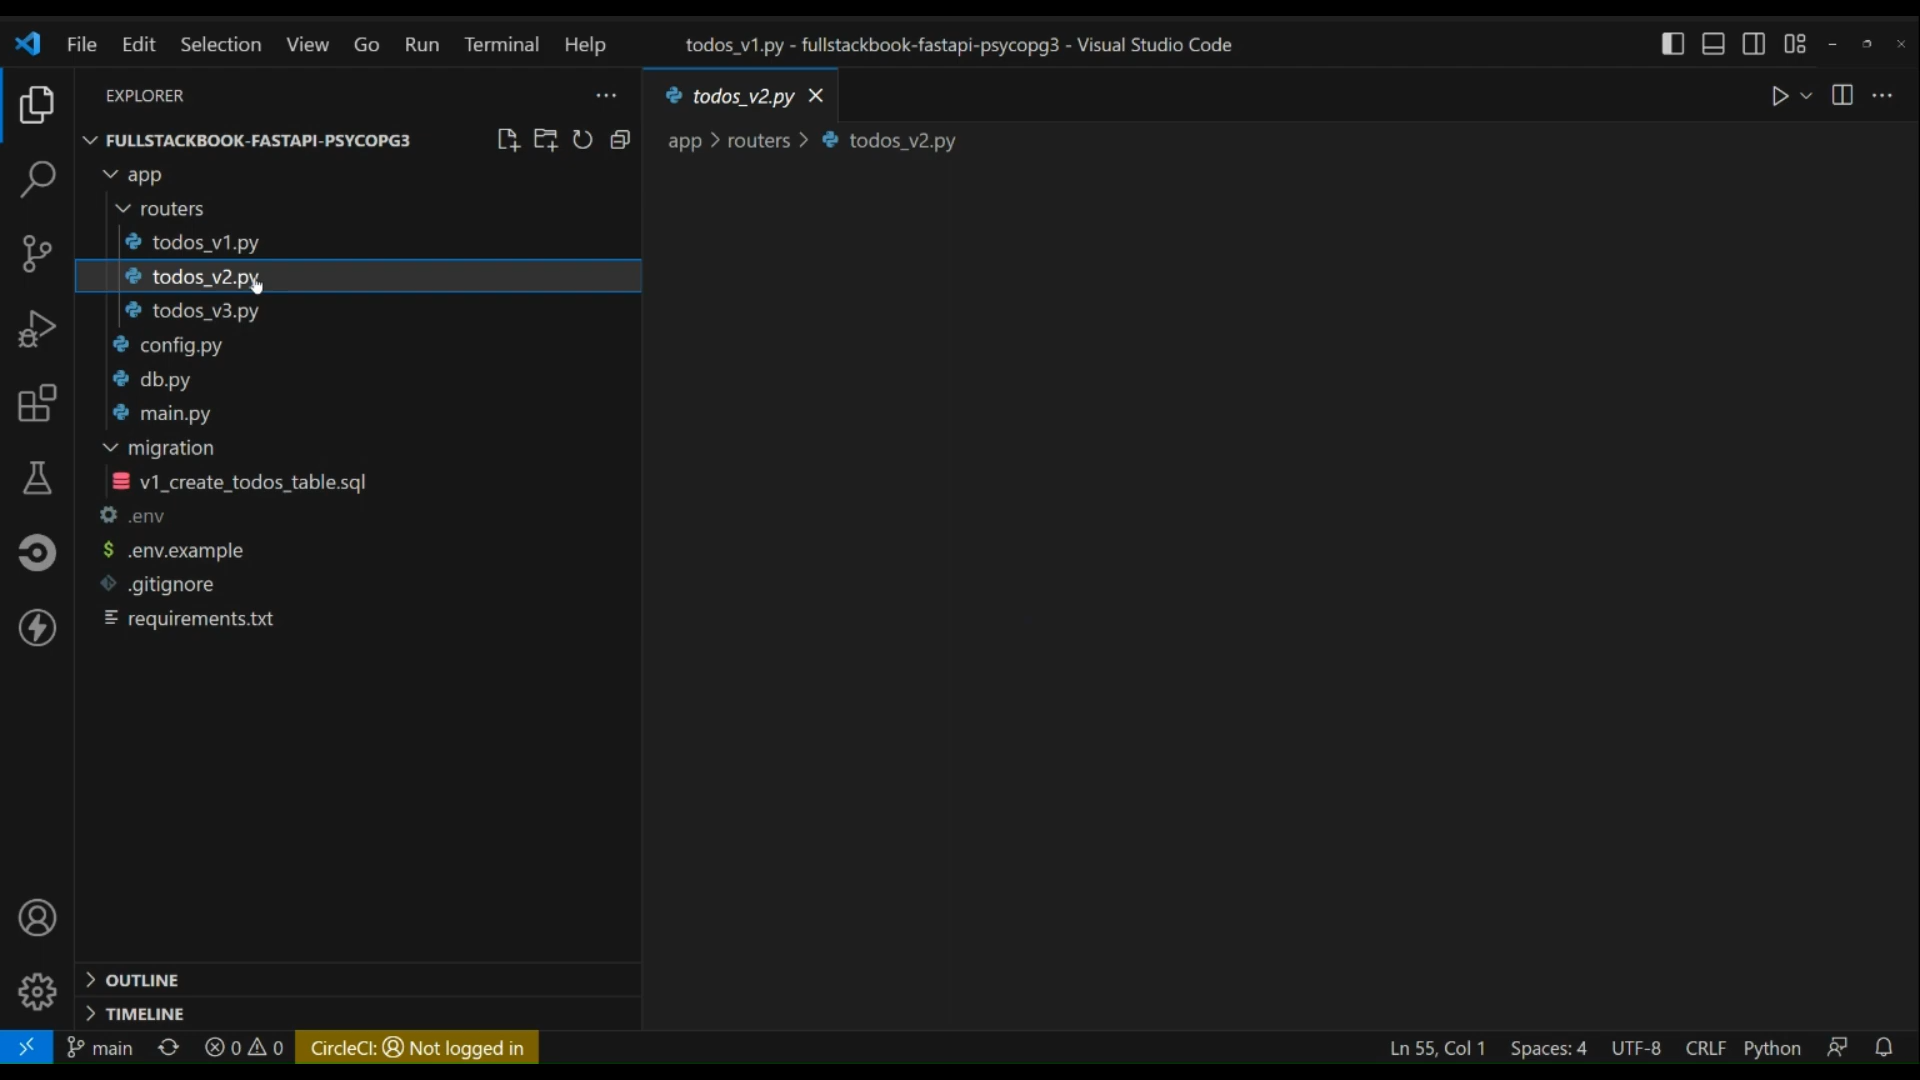 File Edit Selection View Go Run Terminal Help
todos_v1.py - fullstackbook-fastapi-psycopg3 - Visual Studio Code
EXPLORER
FULLSTACKBOOK-FASTAPI-PSYCOPG3
app
routers
todos_v1.py
todos_v2.py
todos_v3.py
config.py
db.py
main.py
migration
v1_create_todos_table.sql
.env
$ .env.example
.gitignore
requirements.txt
OUTLINE
TIMELINE
todos_v2.py
app > routers > todos_v2.py
main 0 0 CircleCI: Not logged in
Ln 55, Col 1 Spaces: 4 UTF-8 CRLF Python